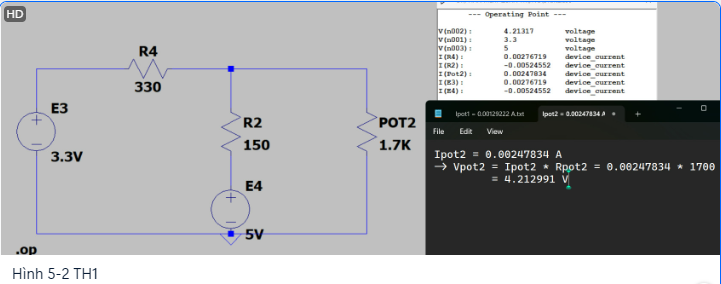 HD
--- Operating Point ---
V(n002): 4.21317 voltage
V(n001): 3.3 voltage
V(n003): 5 voltage
I(R4): 0.00276719 device_current
I(R2): -0.00524552 device_current
I(Pot2): 0.00247834 device_current
I(E3): 0.00276719 device_current
I(E4): -0.00524552 device_current
R4
330
E3
3.3V
R2
150
POT2
1.7K
E4
5V
.op
Ipot1 = 0.00129222 A.txt
Ipot2 = 0.00247834 A
File Edit View
Ipot2 = 0.00247834 A
→ Vpot2 = Ipot2 * Rpot2 = 0.00247834 * 1700
= 4.212991 V
Hình 5-2 TH1